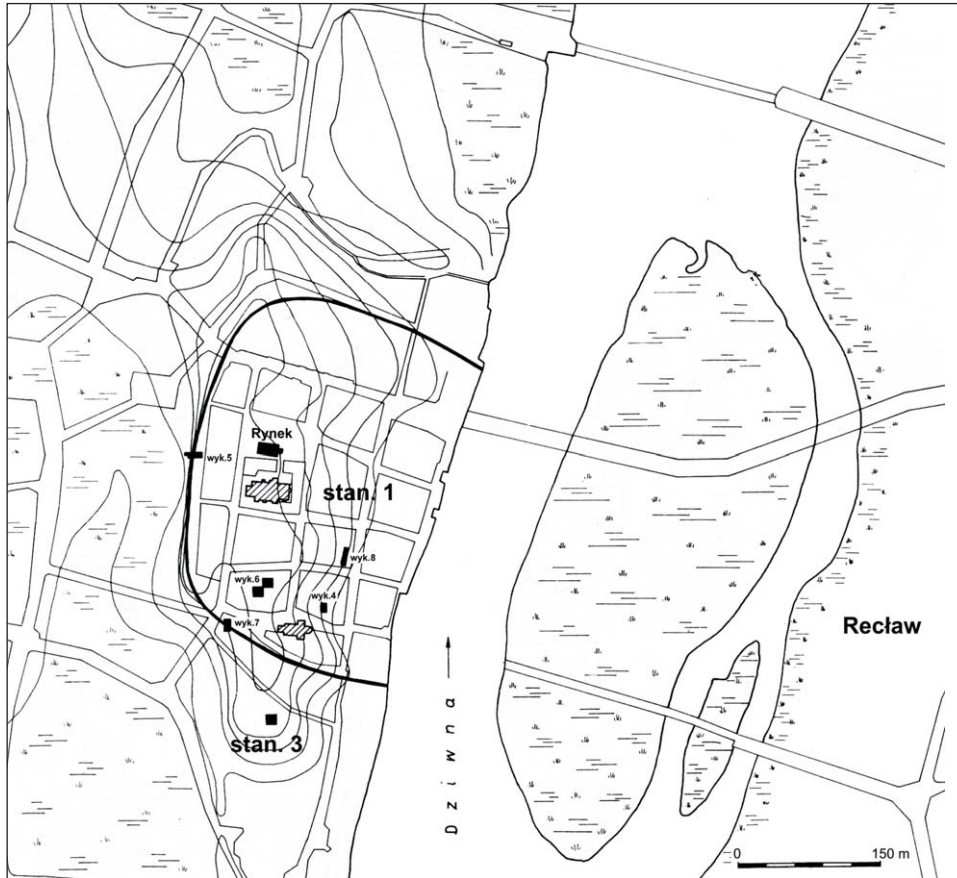 Rynek
wyk.5
stan. 1
wyk.8
wyk.6
wyk.4
wyk.7
Recław
Dziwna
stan. 3
0 150 m